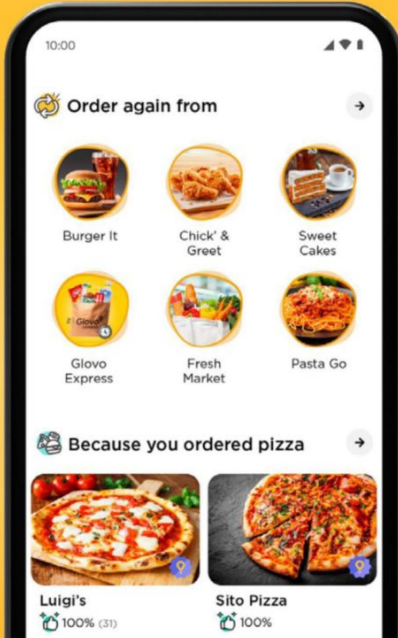 10:00
Order again from
Burger It
Chick' &
Greet
Sweet
Cakes
Glovo
Glovo
Express
Fresh
Market
Pasta Go
Because you ordered pizza
Luigi's
100% (31)
Sito Pizza
100%